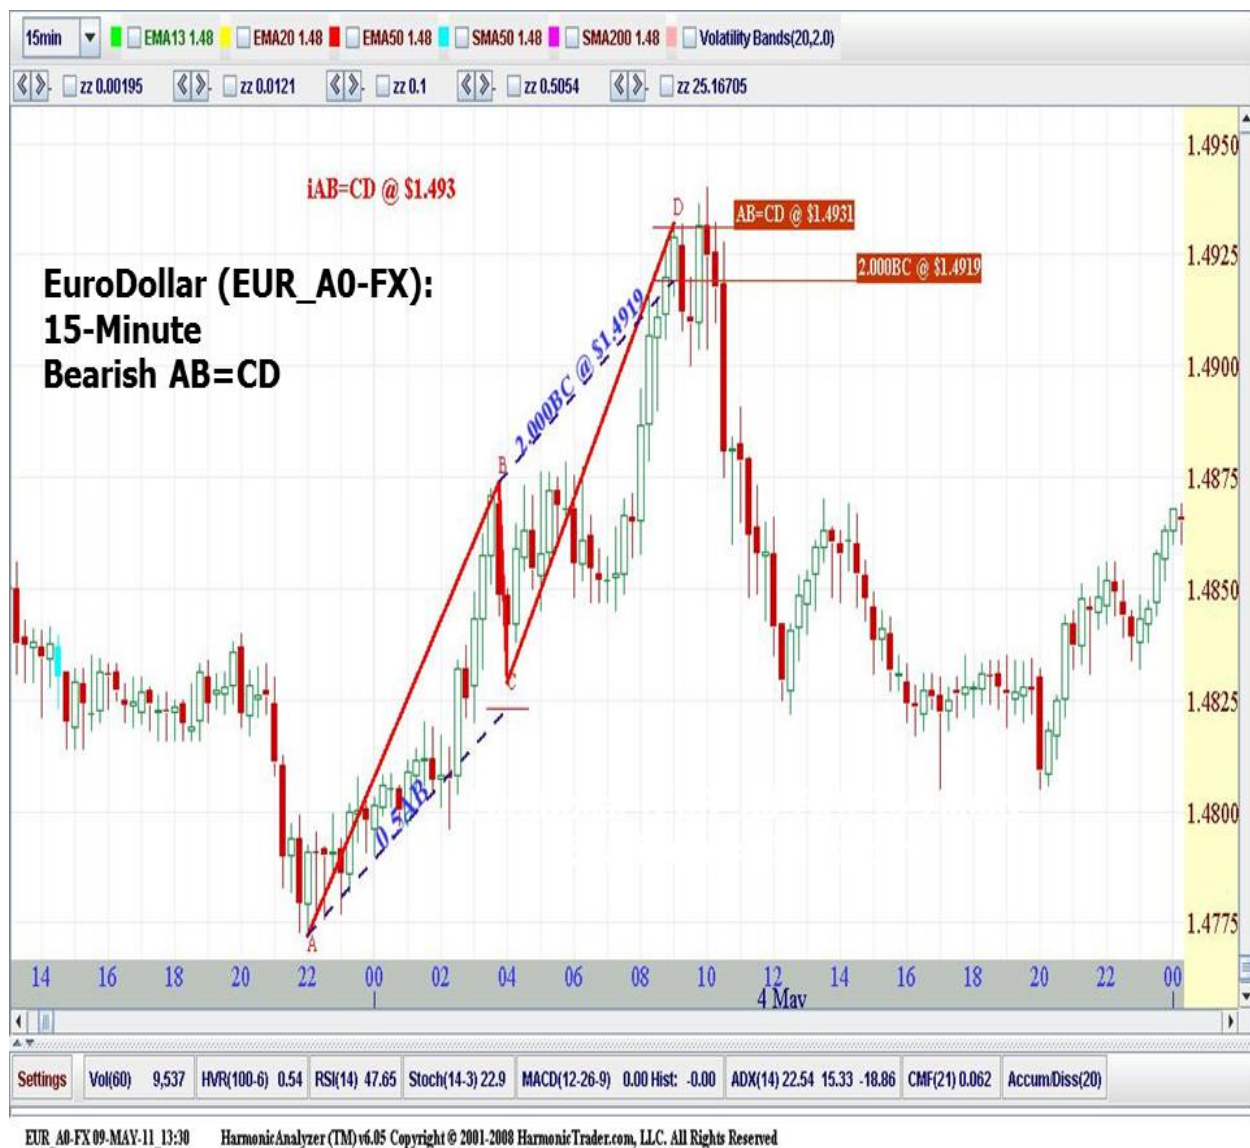 15min EMA13 1.48 EMA20 1.48 EMA50 1.48 SMA50 1.48 SMA200 1.48 Volatility Bands(20,2.0)
zz 0.00195 zz 0.0121 zz 0.1 zz 0.5054 zz 25.16705
1.4950
iAB=CD @ $1.493
D
AB=CD @ $1.4931
1.4925
2.000BC @ $1.4919
EuroDollar (EUR_A0-FX):
15-Minute
Bearish AB=CD
2.000BC @ $1.4919
1.4900
B
1.4875
1.4850
C
1.4825
0.5AB
1.4800
1.4775
A
14 16 18 20 22 00 02 04 06 08 10 12 14 16 18 20 22 00
4 May
Settings Vol(60) 9,537 HVR(100-6) 0.54 RSI(14) 47.65 Stoch(14-3) 22.9 MACD(12-26-9) 0.00 Hist: -0.00 ADX(14) 22.54 15.33 -18.86 CMF(21) 0.062 Accum/Diss(20)
EUR_A0-FX 09-MAY-11 13:30 HarmonicAnalyzer (TM) v6.05 Copyright © 2001-2008 HarmonicTrader.com, LLC. All Rights Reserved